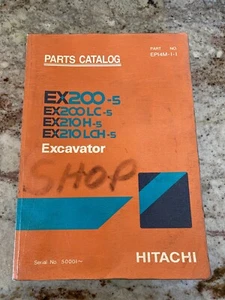 PARTS CATALOG
PART NO.
EP14M-1-1
EX200-5
EX200LC-5
EX210H-5
EX210LCH-5
Excavator
SHOP
Serial No. 50001~
HITACHI